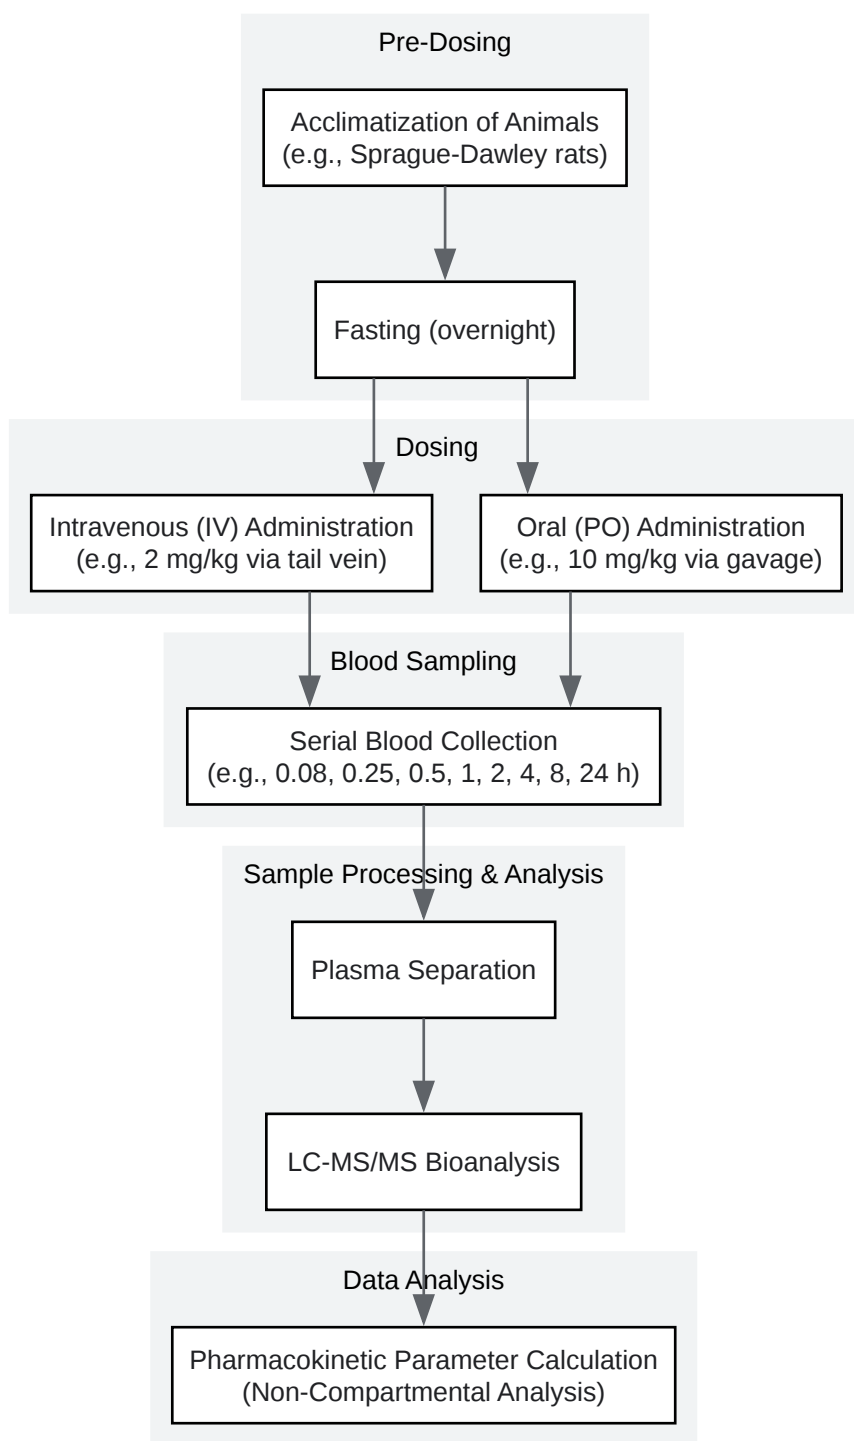 Pre-Dosing
Acclimatization of Animals
(e.g., Sprague-Dawley rats)
Fasting (overnight)
Dosing
Intravenous (IV) Administration
(e.g., 2 mg/kg via tail vein)
Oral (PO) Administration
(e.g., 10 mg/kg via gavage)
Blood Sampling
Serial Blood Collection
(e.g., 0.08, 0.25, 0.5, 1, 2, 4, 8, 24 h)
Sample Processing & Analysis
Plasma Separation
LC-MS/MS Bioanalysis
Data Analysis
Pharmacokinetic Parameter Calculation
(Non-Compartmental Analysis)